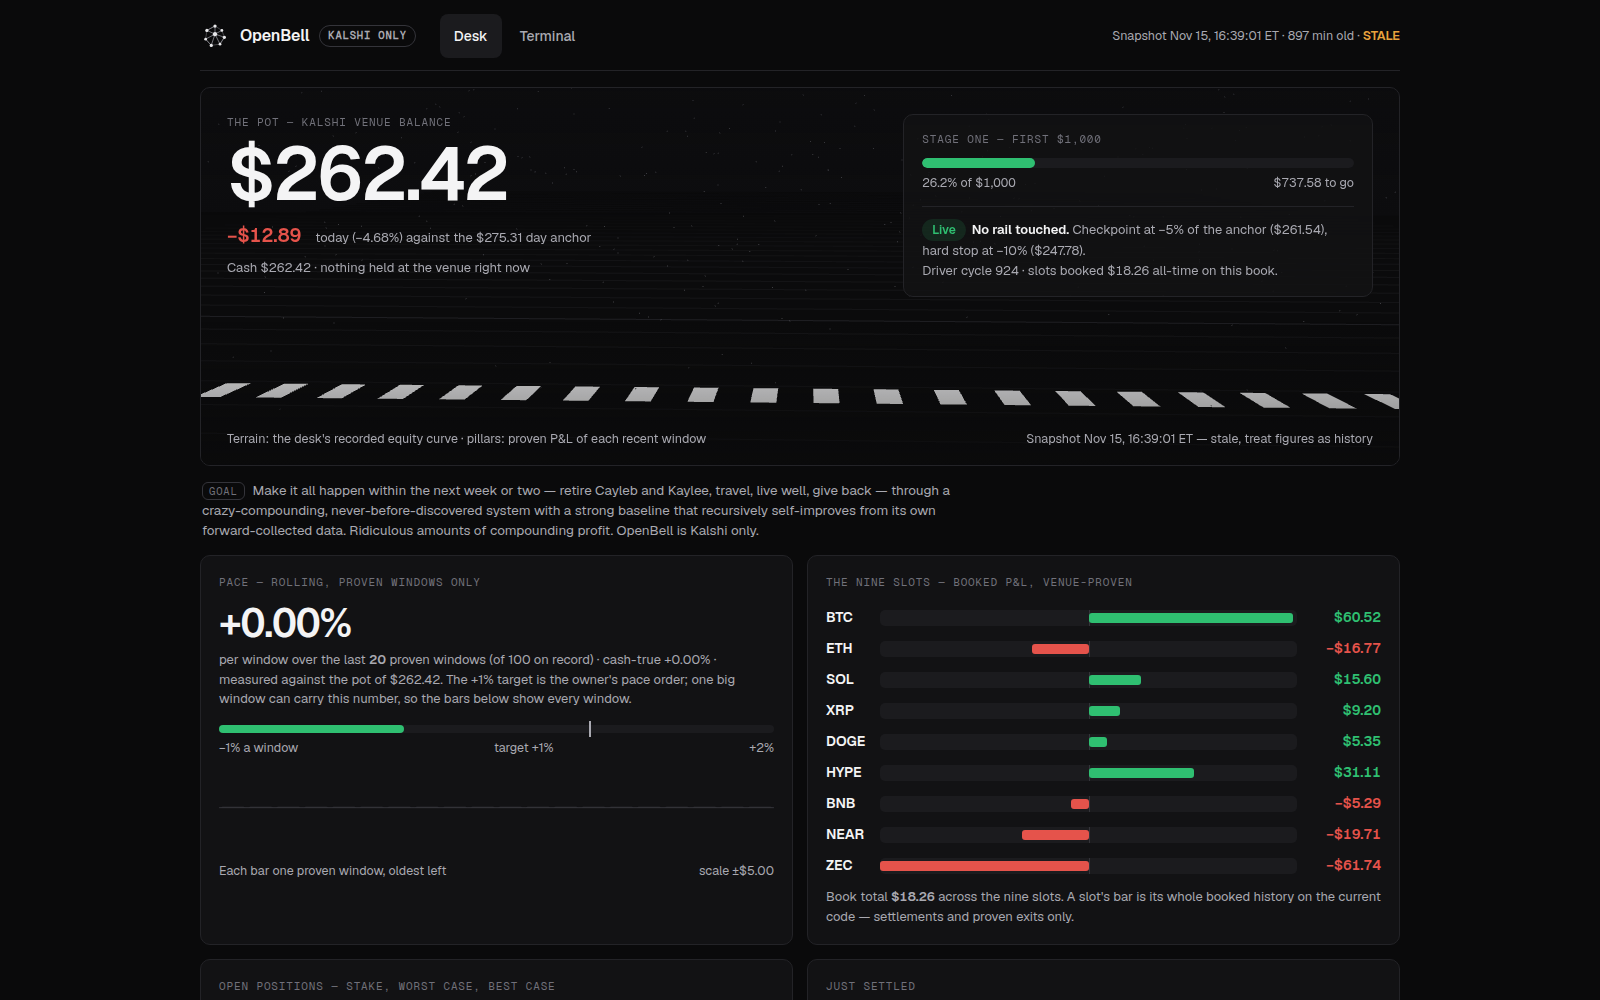 OpenBell KALSHI ONLY Desk Terminal Snapshot Nov 15, 16:39:01 ET · 897 min old · STALE
THE POT — KALSHI VENUE BALANCE
$262.42
−$12.89 today (−4.68%) against the $275.31 day anchor
Cash $262.42 · nothing held at the venue right now
STAGE ONE — FIRST $1,000
26.2% of $1,000 $737.58 to go
Live No rail touched. Checkpoint at −5% of the anchor ($261.54),
hard stop at −10% ($247.78).
Driver cycle 924 · slots booked $18.26 all-time on this book.
Terrain: the desk's recorded equity curve · pillars: proven P&L of each recent window
Snapshot Nov 15, 16:39:01 ET — stale, treat figures as history
GOAL Make it all happen within the next week or two — retire Cayleb and Kaylee, travel, live well, give back — through a
crazy-compounding, never-before-discovered system with a strong baseline that recursively self-improves from its own
forward-collected data. Ridiculous amounts of compounding profit. OpenBell is Kalshi only.
PACE — ROLLING, PROVEN WINDOWS ONLY
+0.00%
per window over the last 20 proven windows (of 100 on record) · cash-true +0.00% ·
measured against the pot of $262.42. The +1% target is the owner's pace order; one big
window can carry this number, so the bars below show every window.
−1% a window target +1% +2%
Each bar one proven window, oldest left scale ±$5.00
THE NINE SLOTS — BOOKED P&L, VENUE-PROVEN
BTC $60.52
ETH −$16.77
SOL $15.60
XRP $9.20
DOGE $5.35
HYPE $31.11
BNB −$5.29
NEAR −$19.71
ZEC −$61.74
Book total $18.26 across the nine slots. A slot's bar is its whole booked history on the current
code — settlements and proven exits only.
OPEN POSITIONS — STAKE, WORST CASE, BEST CASE
JUST SETTLED